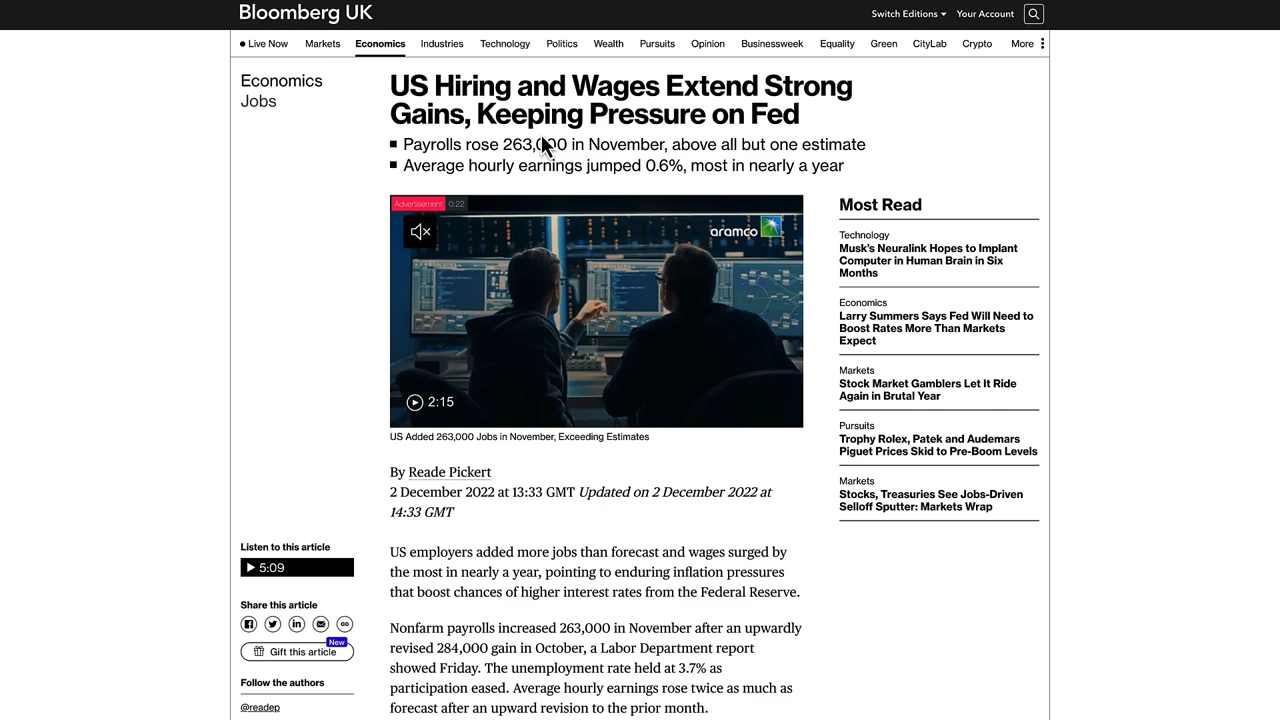 Bloomberg UK
Switch Editions
Your Account
Live Now
Markets
Economics
Industries
Technology
Politics
Wealth
Pursuits
Opinion
Businessweek
Equality
Green
CityLab
Crypto
More
Economics
Jobs
US Hiring and Wages Extend Strong
Gains, Keeping Pressure on Fed
Payrolls rose 263,000 in November, above all but one estimate
Average hourly earnings jumped 0.6%, most in nearly a year
Advertisement 0:22
aramco
2:15
US Added 263,000 Jobs in November, Exceeding Estimates
By Reade Pickert
2 December 2022 at 13:33 GMT Updated on 2 December 2022 at
14:33 GMT
Listen to this article
5:09
Share this article
New
Gift this article
Follow the authors
@readep
US employers added more jobs than forecast and wages surged by
the most in nearly a year, pointing to enduring inflation pressures
that boost chances of higher interest rates from the Federal Reserve.
Nonfarm payrolls increased 263,000 in November after an upwardly
revised 284,000 gain in October, a Labor Department report
showed Friday. The unemployment rate held at 3.7% as
participation eased. Average hourly earnings rose twice as much as
forecast after an upward revision to the prior month.
Most Read
Technology
Musk's Neuralink Hopes to Implant
Computer in Human Brain in Six
Months
Economics
Larry Summers Says Fed Will Need to
Boost Rates More Than Markets
Expect
Markets
Stock Market Gamblers Let It Ride
Again in Brutal Year
Pursuits
Trophy Rolex, Patek and Audemars
Piguet Prices Skid to Pre-Boom Levels
Markets
Stocks, Treasuries See Jobs-Driven
Selloff Sputter: Markets Wrap